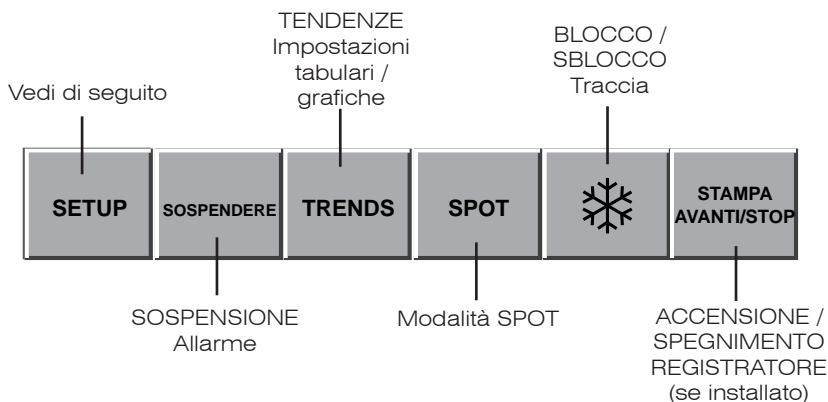 TENDENZE
Impostazioni
tabulari /
grafiche
BLOCCO /
SBLOCCO
Traccia
Vedi di seguito
SETUP
SOSPENDERE
TRENDS
SPOT
STAMPA
AVANTI/STOP
SOSPENSIONE
Allarme
Modalità SPOT
ACCENSIONE /
SPEGNIMENTO
REGISTRATORE
(se installato)